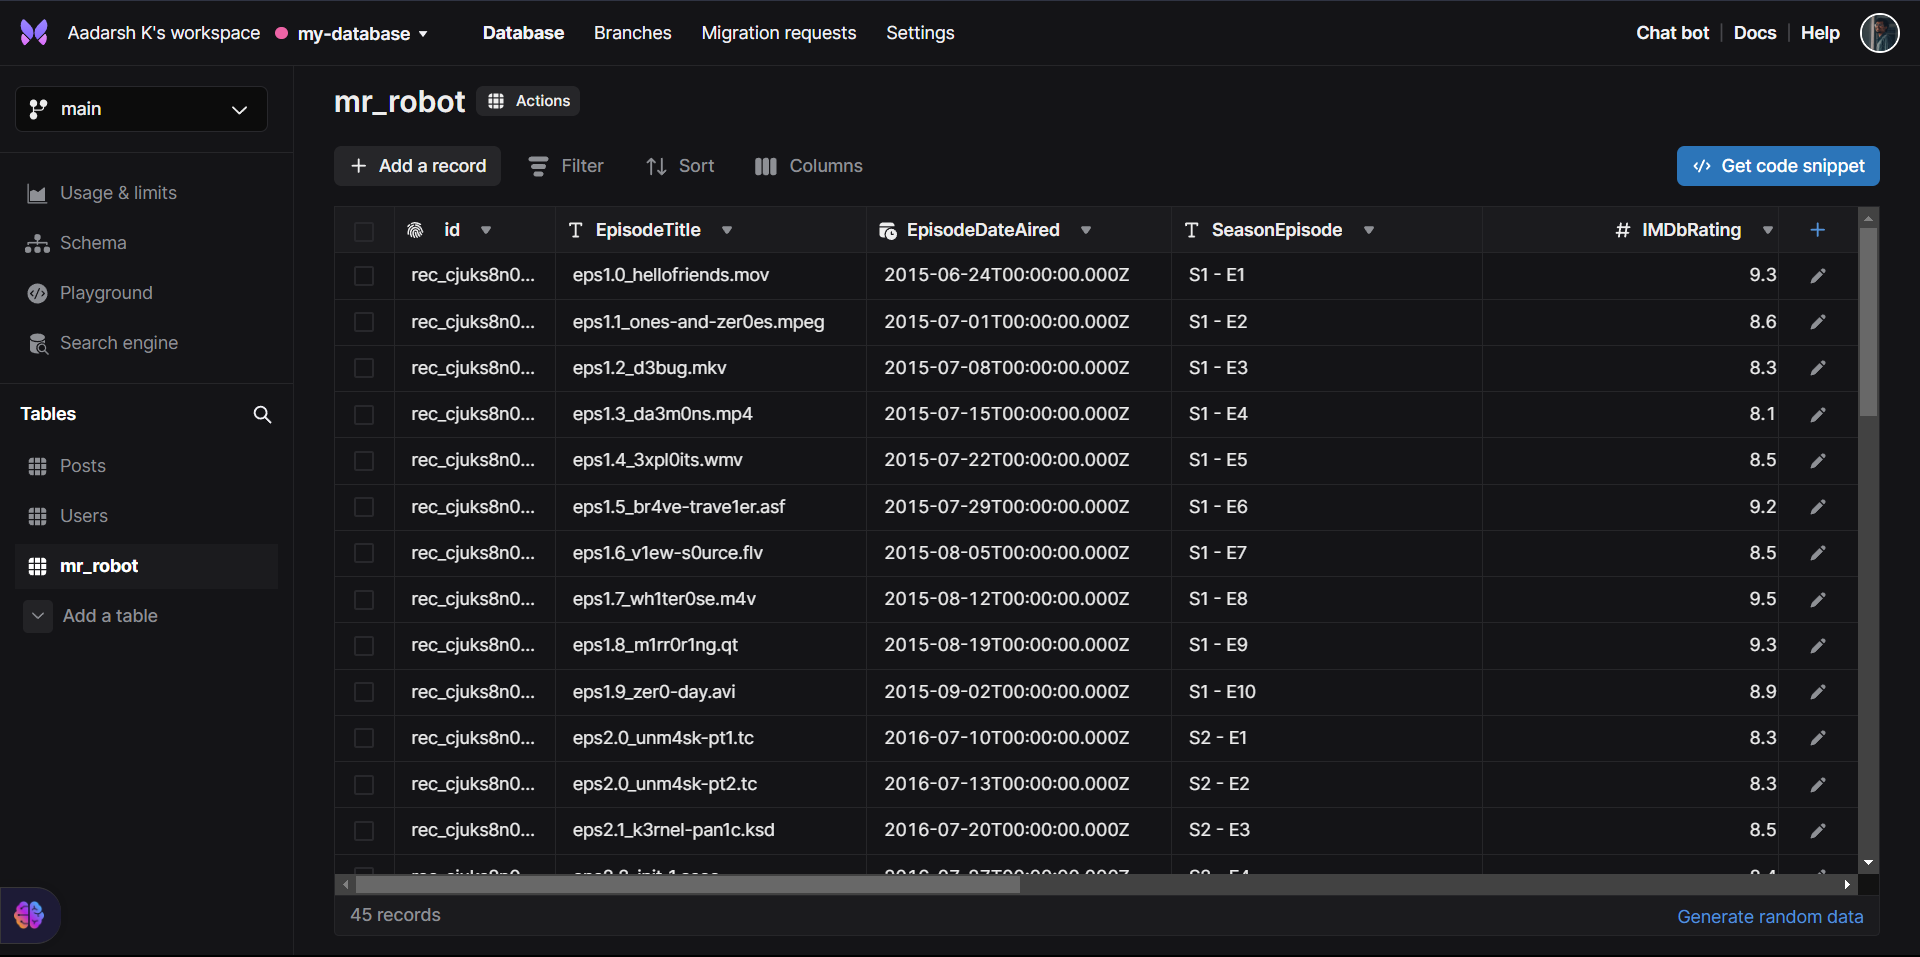 Aadarsh K's workspace my-database Database Branches Migration requests Settings Chat bot Docs Help
main
Usage & limits
Schema
Playground
Search engine
Tables
Posts
Users
mr_robot
Add a table
mr_robot Actions
Add a record Filter Sort Columns Get code snippet
id EpisodeTitle EpisodeDateAired SeasonEpisode # IMDbRating +
rec_cjuks8n0... eps1.0_hellofriends.mov 2015-06-24T00:00:00.000Z S1 - E1 9.3
rec_cjuks8n0... eps1.1_ones-and-zer0es.mpeg 2015-07-01T00:00:00.000Z S1 - E2 8.6
rec_cjuks8n0... eps1.2_d3bug.mkv 2015-07-08T00:00:00.000Z S1 - E3 8.3
rec_cjuks8n0... eps1.3_da3m0ns.mp4 2015-07-15T00:00:00.000Z S1 - E4 8.1
rec_cjuks8n0... eps1.4_3xpl0its.wmv 2015-07-22T00:00:00.000Z S1 - E5 8.5
rec_cjuks8n0... eps1.5_br4ve-trave1er.asf 2015-07-29T00:00:00.000Z S1 - E6 9.2
rec_cjuks8n0... eps1.6_v1ew-s0urce.flv 2015-08-05T00:00:00.000Z S1 - E7 8.5
rec_cjuks8n0... eps1.7_wh1ter0se.m4v 2015-08-12T00:00:00.000Z S1 - E8 9.5
rec_cjuks8n0... eps1.8_m1rr0r1ng.qt 2015-08-19T00:00:00.000Z S1 - E9 9.3
rec_cjuks8n0... eps1.9_zer0-day.avi 2015-09-02T00:00:00.000Z S1 - E10 8.9
rec_cjuks8n0... eps2.0_unm4sk-pt1.tc 2016-07-10T00:00:00.000Z S2 - E1 8.3
rec_cjuks8n0... eps2.0_unm4sk-pt2.tc 2016-07-13T00:00:00.000Z S2 - E2 8.3
rec_cjuks8n0... eps2.1_k3rnel-pan1c.ksd 2016-07-20T00:00:00.000Z S2 - E3 8.5
45 records Generate random data